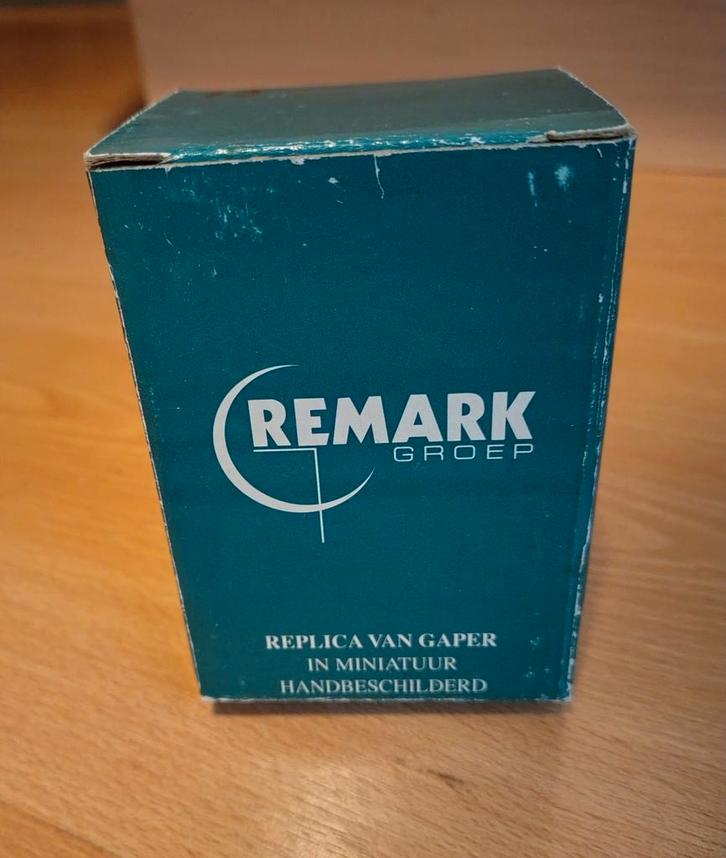 REMARK
GROEP
REPLICA VAN GAPER
IN MINIATUUR
HANDBESCHILDERD